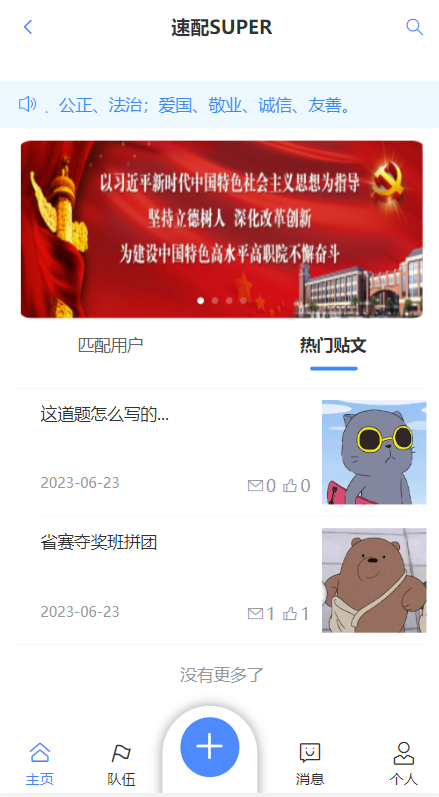 速配SUPER
、公正、法治；爱国、敬业、诚信、友善。
以习近平新时代中国特色社会主义思想为指导
坚持立德树人 深化改革创新
为建设中国特色高水平高职院不懈奋斗
匹配用户 热门贴文
这道题怎么写的...
2023-06-23 0 0
省赛夺奖班拼团
2023-06-23 1 1
没有更多了
主页 队伍 消息 个人